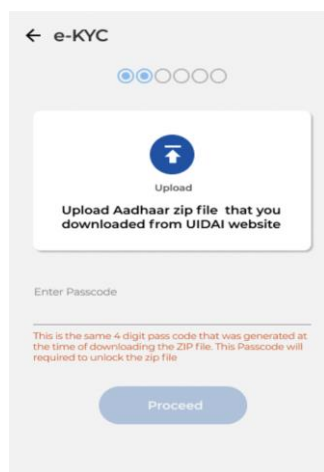 e-KYC
Upload
Upload Aadhaar zip file that you
downloaded from UIDAI website
Enter Passcode
This is the same 4 digit pass code that was generated at
the time of downloading the ZIP file. This Passcode will
required to unlock the zip file
Proceed